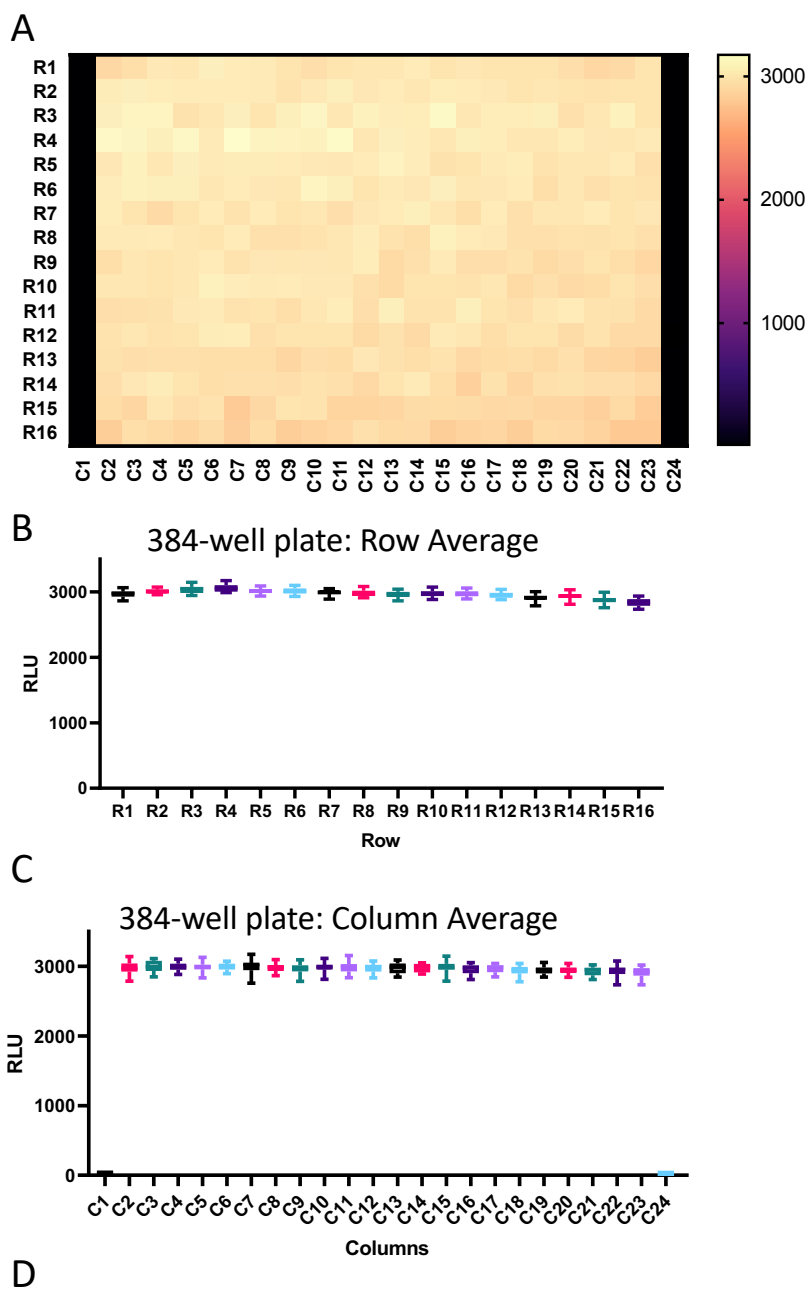 A
R1
R2
R3
R4
R5
R6
R7
R8
R9
R10
R11
R12
R13
R14
R15
R16
C1 C2 C3 C4 C5 C6 C7 C8 C9 C10 C11 C12 C13 C14 C15 C16 C17 C18 C19 C20 C21 C22 C23 C24
3000
2000
1000
B
384-well plate: Row Average
3000
2000
1000
0
RLU
R1 R2 R3 R4 R5 R6 R7 R8 R9 R10 R11 R12 R13 R14 R15 R16
Row
C
384-well plate: Column Average
3000
2000
1000
0
RLU
C1 C2 C3 C4 C5 C6 C7 C8 C9 C10 C11 C12 C13 C14 C15 C16 C17 C18 C19 C20 C21 C22 C23 C24
Columns
D